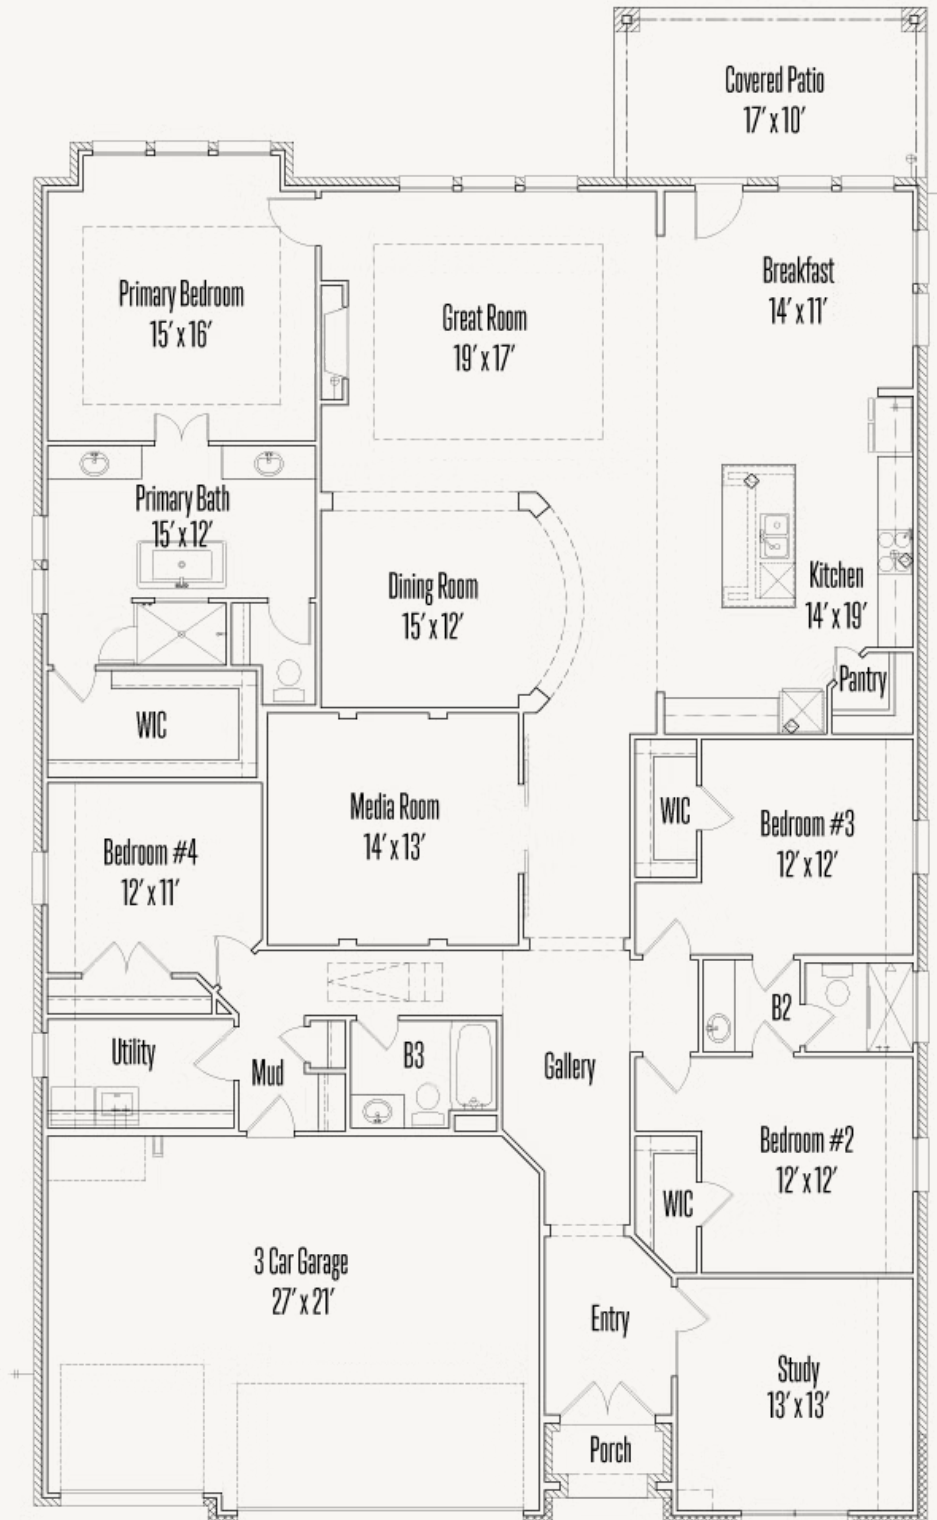 Covered Patio
17' x 10'
Primary Bedroom
15' x 16'
Great Room
19' x 17'
Breakfast
14' x 11'
Primary Bath
15' x 12'
Dining Room
15' x 12'
Kitchen
14' x 19'
Pantry
WIC
Media Room
14' x 13'
WIC
Bedroom #3
12' x 12'
Bedroom #4
12' x 11'
B2
Utility
Mud
B3
Gallery
Bedroom #2
12' x 12'
WIC
3 Car Garage
27' x 21'
Entry
Study
13' x 13'
Porch